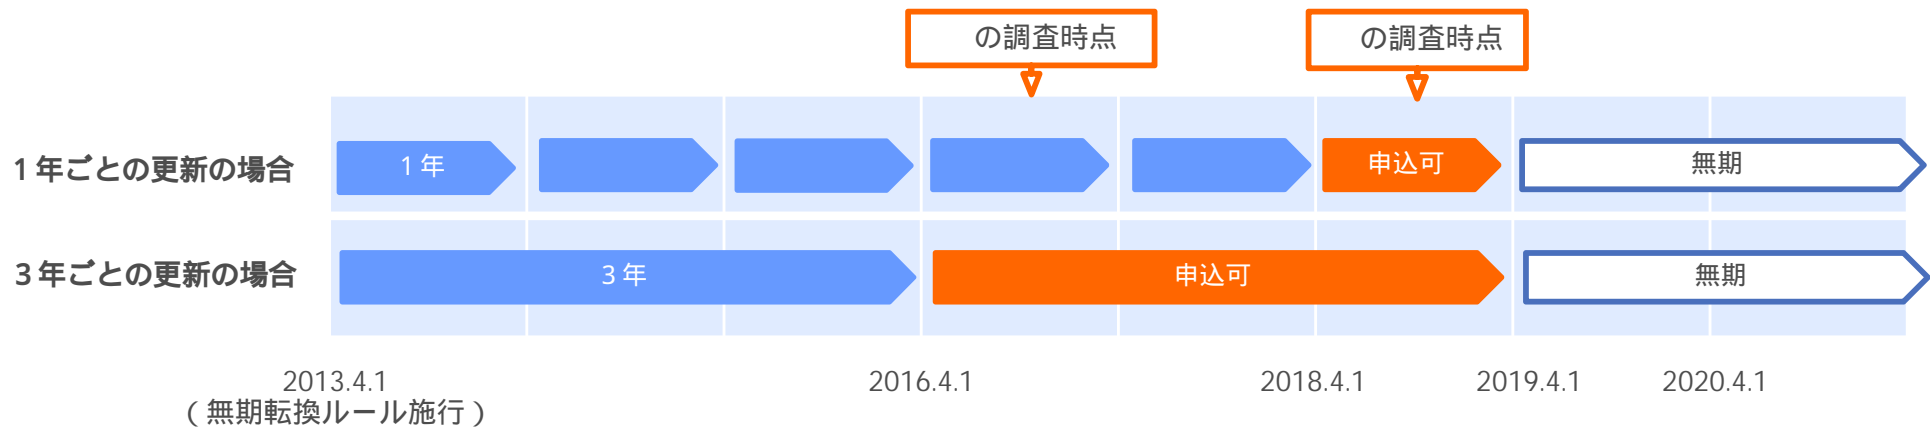 の調査時点
の調査時点
1年ごとの更新の場合
1年
申込可
無期
3年ごとの更新の場合
3年
申込可
無期
2013.4.1
2016.4.1
2018.4.1
2019.4.1
2020.4.1
(無期転換ルール施行)